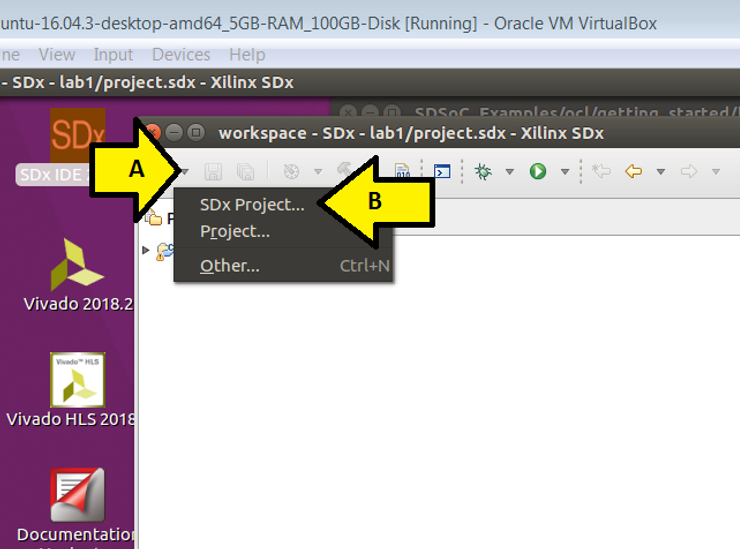 untu-16.04.3-desktop-amd64_5GB-RAM_100GB-Disk [Running] - Oracle VM VirtualBox
ne View Input Devices Help
- SDx - lab1/project.sdx - Xilinx SDx
SDSoC_Examples/ocl/getting_started/
workspace - SDx - lab1/project.sdx - Xilinx SDx
SDx
SDx IDE
A
010
B
SDx Project...
Project...
Other... Ctrl+N
P
Vivado 2018.2
Vivado™ HLS
Vivado HLS 2018
Documentation